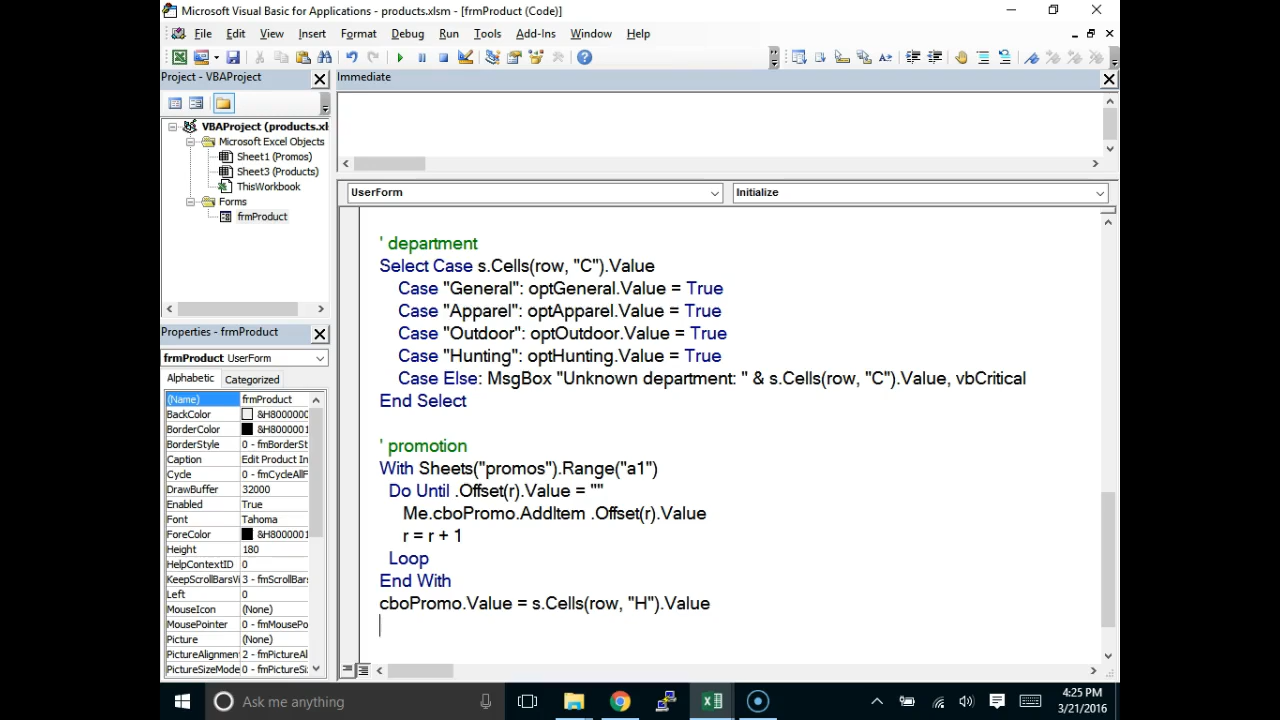 Microsoft Visual Basic for Applications - products.xlsm - [frmProduct (Code)]
File Edit View Insert Format Debug Run Tools Add-Ins Window Help
Project - VBAProject
VBAProject (products.xl
Microsoft Excel Objects
Sheet1 (Promos)
Sheet3 (Products)
ThisWorkbook
Forms
frmProduct
Properties - frmProduct
frmProduct UserForm
Alphabetic Categorized
(Name) frmProduct
BackColor &H8000000
BorderColor &H8000001
BorderStyle 0 - fmBorderSt
Caption Edit Product In
Cycle 0 - fmCycleAllF
DrawBuffer 32000
Enabled True
Font Tahoma
ForeColor &H8000001
Height 180
HelpContextID 0
KeepScrollBarsVi 3 - fmScrollBars
Left 0
MouseIcon (None)
MousePointer 0 - fmMousePo
Picture (None)
PictureAlignmen 2 - fmPictureAl
PictureSizeMode 0 - fmPictureSi
Immediate
UserForm Initialize
' department
Select Case s.Cells(row, "C").Value
Case "General": optGeneral.Value = True
Case "Apparel": optApparel.Value = True
Case "Outdoor": optOutdoor.Value = True
Case "Hunting": optHunting.Value = True
Case Else: MsgBox "Unknown department: " & s.Cells(row, "C").Value, vbCritical
End Select
' promotion
With Sheets("promos").Range("a1")
Do Until .Offset(r).Value = ""
Me.cboPromo.AddItem .Offset(r).Value
r = r + 1
Loop
End With
cboPromo.Value = s.Cells(row, "H").Value
Ask me anything
4:25 PM
3/21/2016